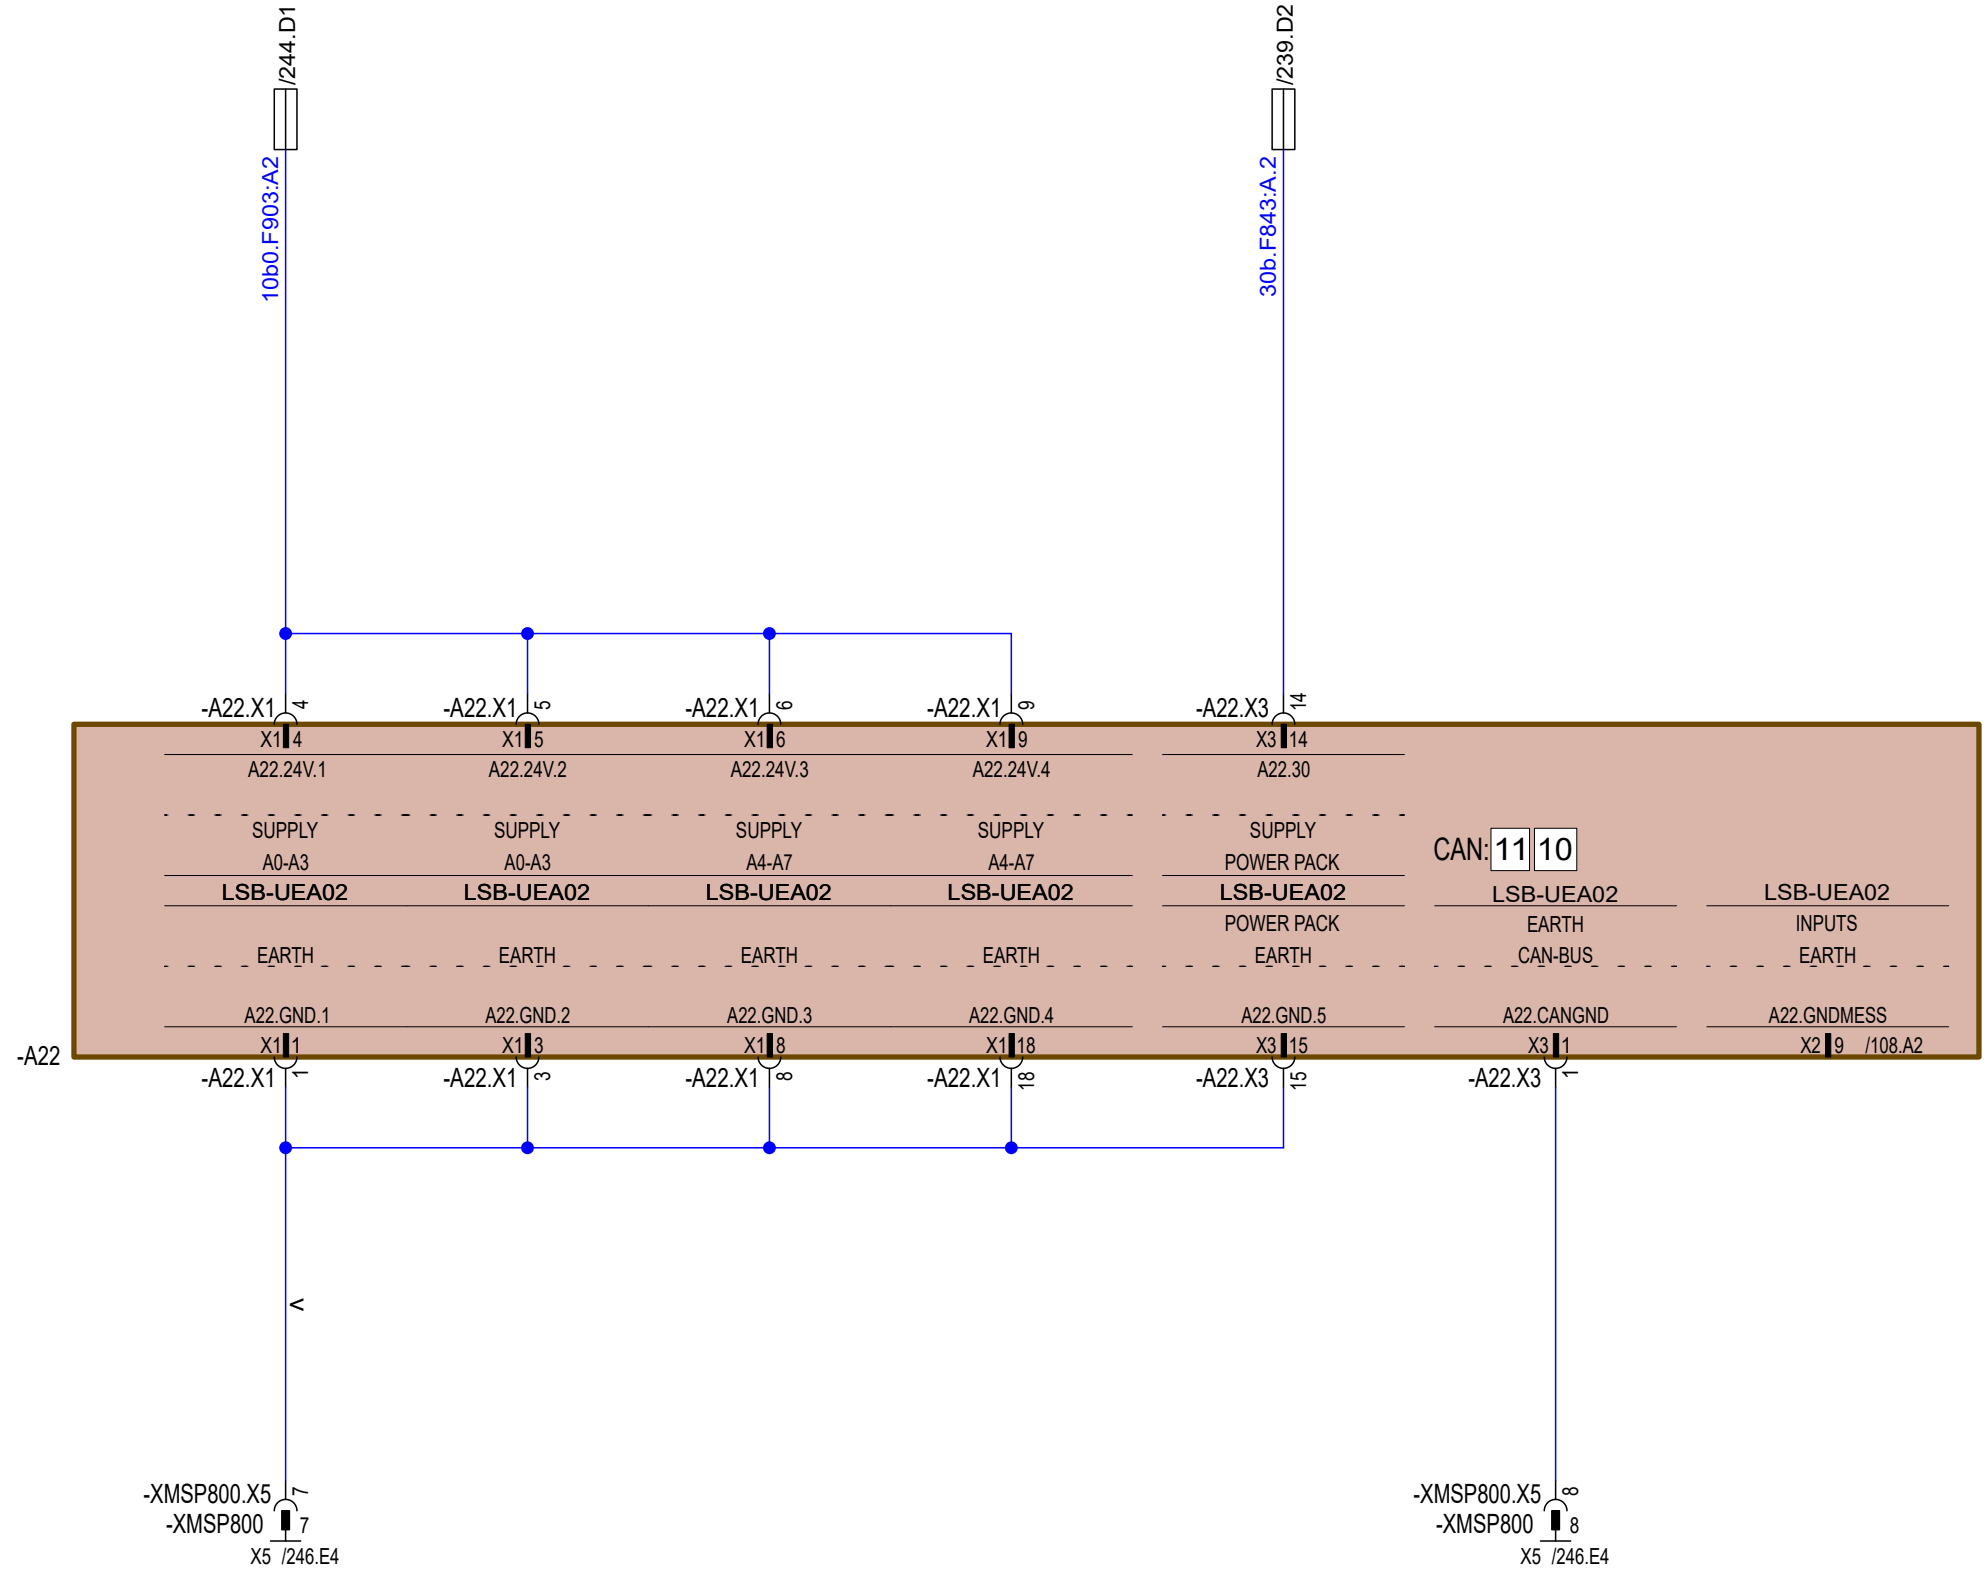 /244.D1 /239.D2
10b0.F903:A2 30b.F843:A.2
-A22.X1 4 -A22.X1 5 -A22.X1 6 -A22.X1 9 -A22.X3 14
X1 4 X1 5 X1 6 X1 9 X3 14
A22.24V.1 A22.24V.2 A22.24V.3 A22.24V.4 A22.30
SUPPLY SUPPLY SUPPLY SUPPLY SUPPLY
A0-A3 A0-A3 A4-A7 A4-A7 POWER PACK CAN: 11 10
LSB-UEA02 LSB-UEA02 LSB-UEA02 LSB-UEA02 LSB-UEA02 LSB-UEA02 LSB-UEA02
POWER PACK EARTH INPUTS
EARTH EARTH EARTH EARTH EARTH CAN-BUS EARTH
A22.GND.1 A22.GND.2 A22.GND.3 A22.GND.4 A22.GND.5 A22.CANGND A22.GNDMESS
-A22 X1 1 X1 3 X1 8 X1 18 X3 15 X3 1 X2 9 /108.A2
-A22.X1 1 -A22.X1 3 -A22.X1 8 -A22.X1 18 -A22.X3 15 -A22.X3 1
V
-XMSP800.X5 7 -XMSP800.X5 8
-XMSP800 7 -XMSP800 8
X5 /246.E4 X5 /246.E4